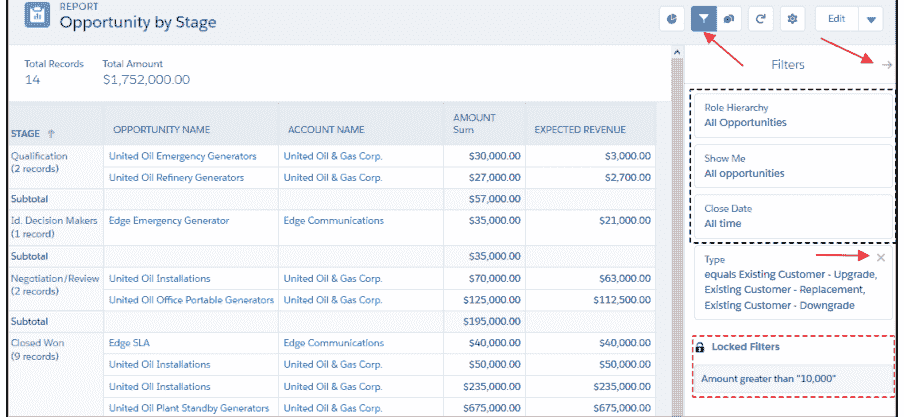 REPORT
Opportunity by Stage
Edit
Total Records
14
Total Amount
$1,752,000.00
STAGE OPPORTUNITY NAME ACCOUNT NAME AMOUNT Sum EXPECTED REVENUE
Qualification (2 records) United Oil Emergency Generators United Oil & Gas Corp. $30,000.00 $3,000.00
United Oil Refinery Generators United Oil & Gas Corp. $27,000.00 $2,700.00
Subtotal $57,000.00
Id. Decision Makers (1 record) Edge Emergency Generator Edge Communications $35,000.00 $21,000.00
Subtotal $35,000.00
Negotiation/Review (2 records) United Oil Installations United Oil & Gas Corp. $70,000.00 $63,000.00
United Oil Office Portable Generators United Oil & Gas Corp. $125,000.00 $112,500.00
Subtotal $195,000.00
Closed Won (9 records) Edge SLA Edge Communications $40,000.00 $40,000.00
United Oil Installations United Oil & Gas Corp. $50,000.00 $50,000.00
United Oil Installations United Oil & Gas Corp. $235,000.00 $235,000.00
United Oil Plant Standby Generators United Oil & Gas Corp. $675,000.00 $675,000.00
Filters
Role Hierarchy
All Opportunities
Show Me
All opportunities
Close Date
All time
Type
equals Existing Customer - Upgrade,
Existing Customer - Replacement,
Existing Customer - Downgrade
Locked Filters
Amount greater than "10,000"